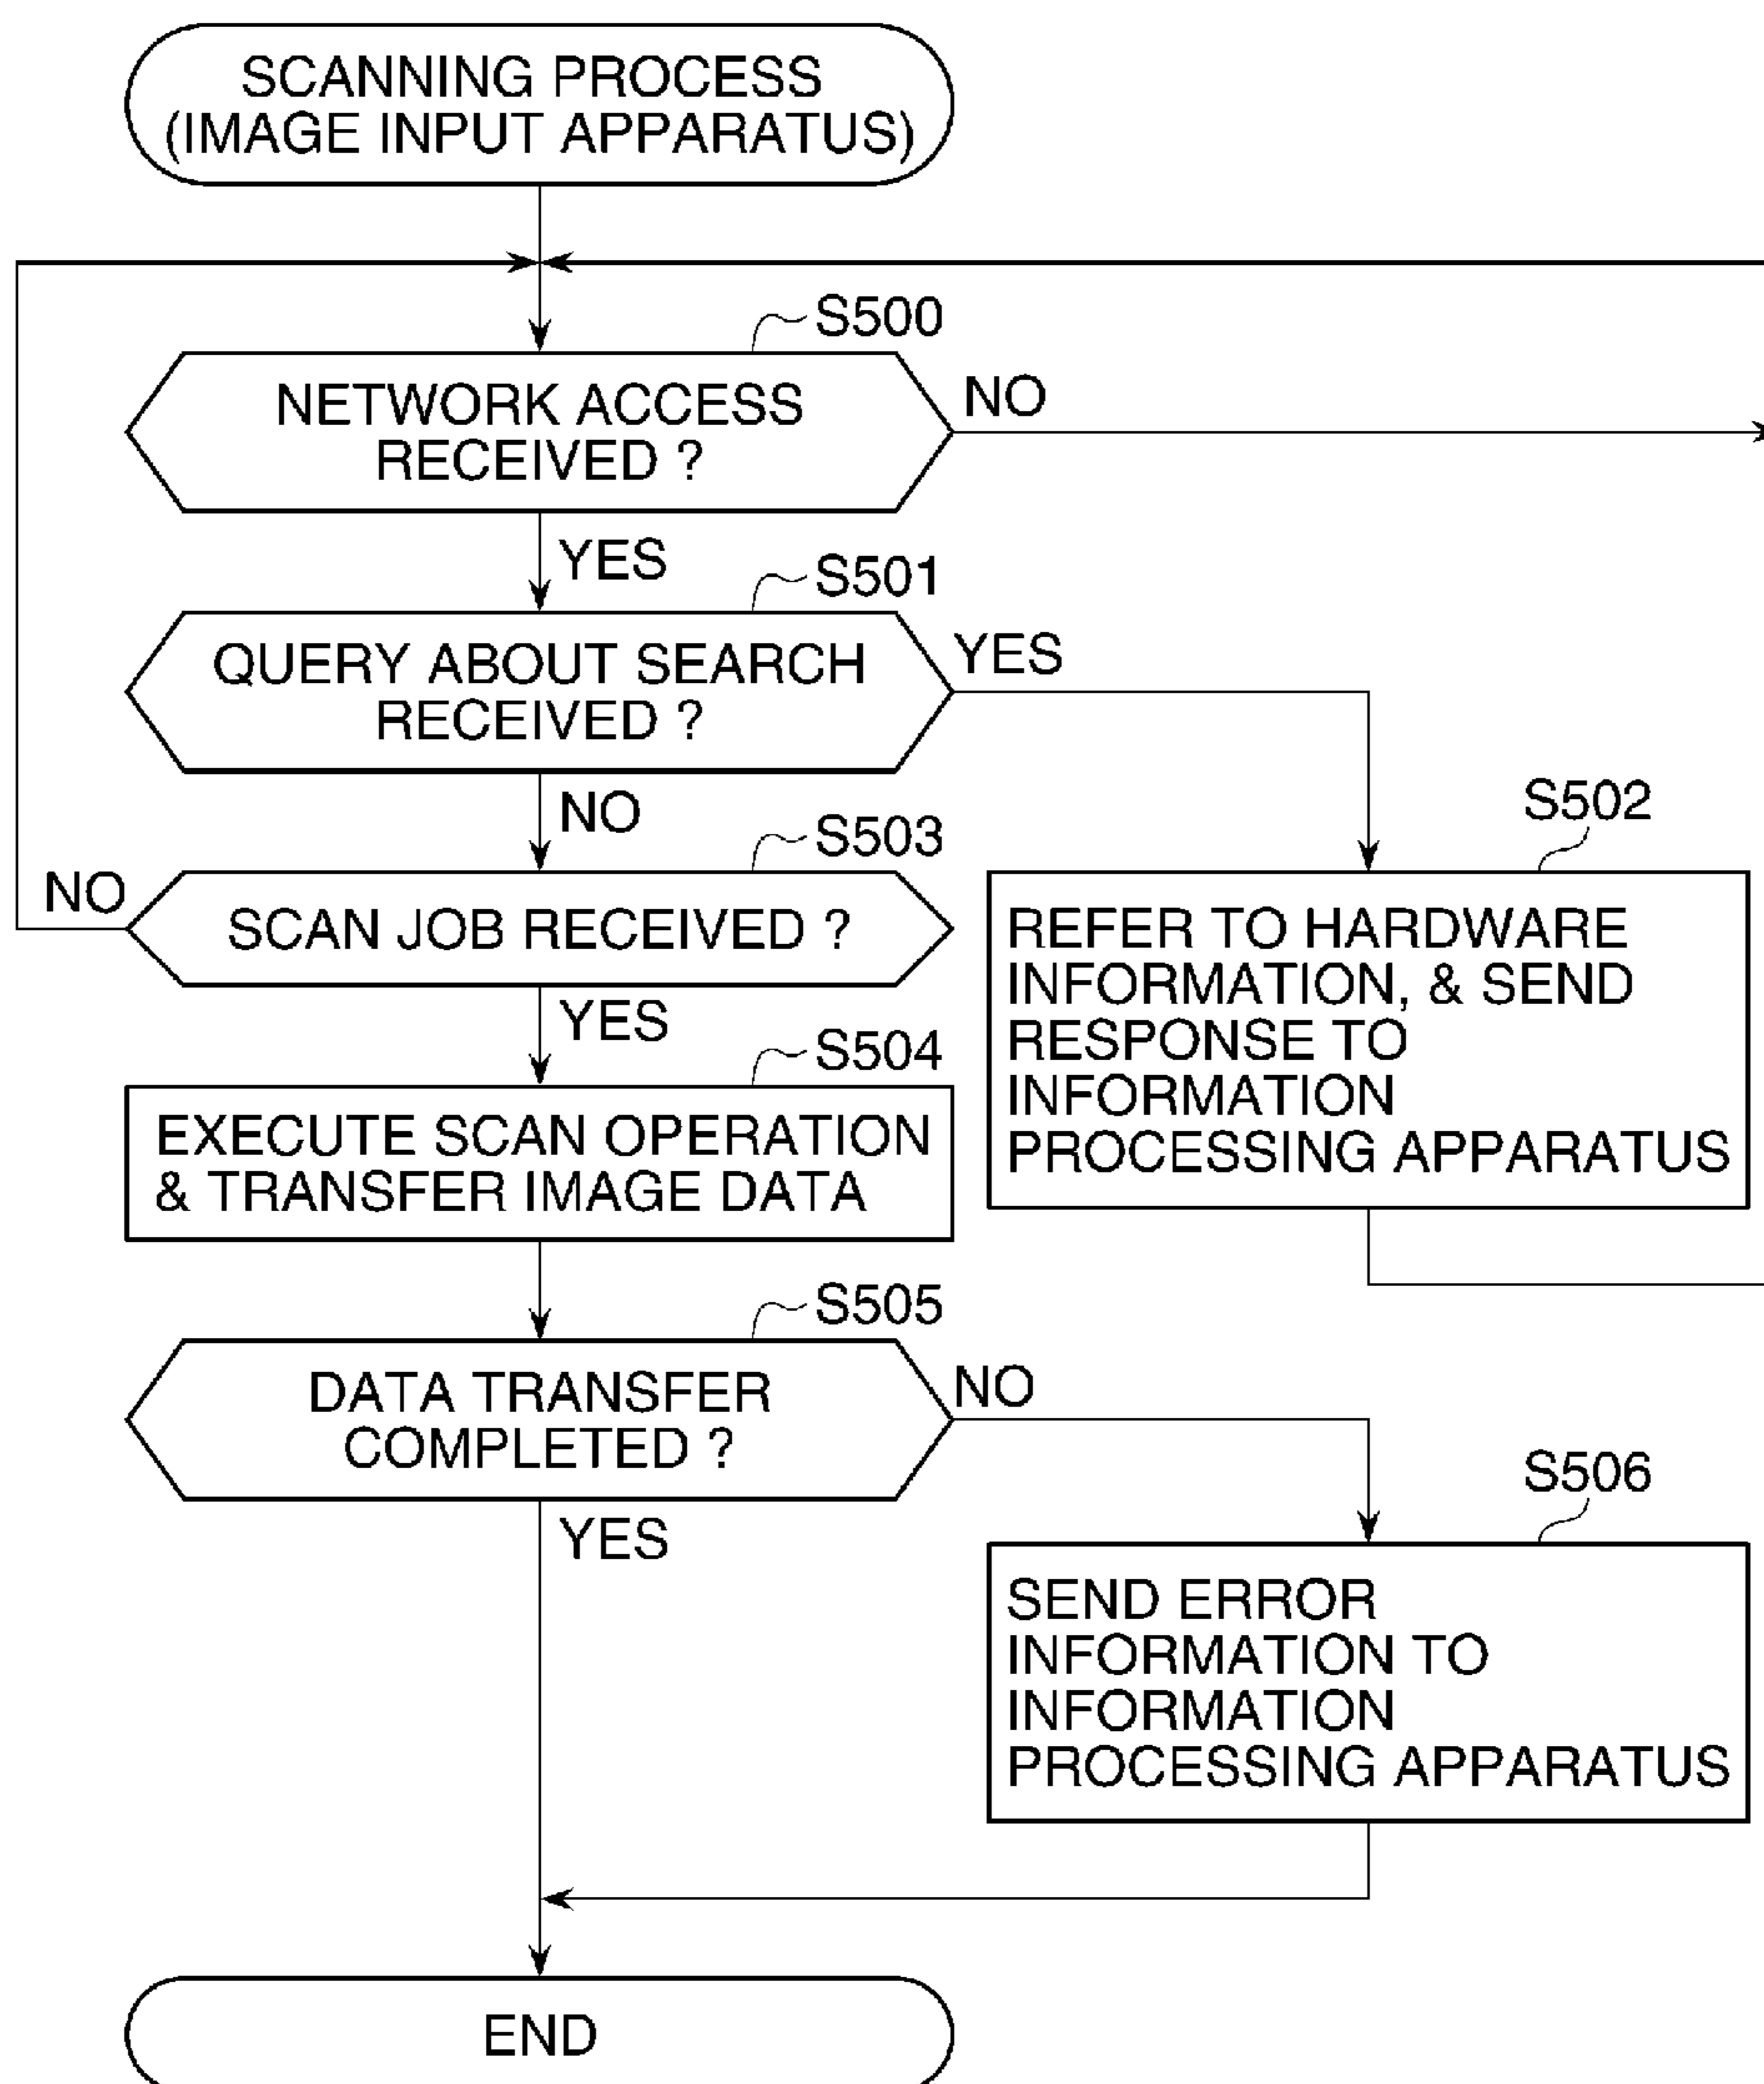 SCANNING PROCESS
(IMAGE INPUT APPARATUS)
S500
NETWORK ACCESS
RECEIVED ?
NO
YES
S501
QUERY ABOUT SEARCH
RECEIVED ?
YES
NO
S502
REFER TO HARDWARE
INFORMATION, & SEND
RESPONSE TO
INFORMATION
PROCESSING APPARATUS
S503
NO
SCAN JOB RECEIVED ?
YES
S504
EXECUTE SCAN OPERATION
& TRANSFER IMAGE DATA
S505
DATA TRANSFER
COMPLETED ?
NO
YES
S506
SEND ERROR
INFORMATION TO
INFORMATION
PROCESSING APPARATUS
END